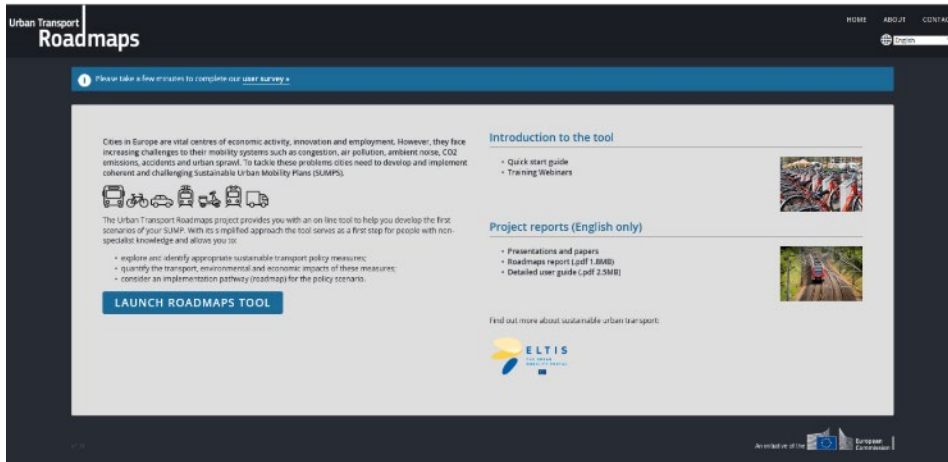 Urban Transport
Roadmaps
HOME ABOUT CONTAC
English
Please take a few minutes to complete our user survey »
Cities in Europe are vital centres of economic activity, innovation and employment. However, they face
increasing challenges to their mobility systems such as congestion, air pollution, ambient noise, CO2
emissions, accidents and urban sprawl. To tackle these problems cities need to develop and implement
coherent and challenging Sustainable Urban Mobility Plans (SUMPS).
The Urban Transport Roadmaps project provides you with an on line tool to help you develop the first
scenarios of your SUMP. With its simplified approach the tool serves as a first step for people with non-
specialist knowledge and allows you to:
• explore and identify appropriate sustainable transport policy measures;
• quantify the transport, environmental and economic impacts of these measures;
• consider an implementation pathway (roadmap) for the policy scenario.
LAUNCH ROADMAPS TOOL
Introduction to the tool
• Quick start guide
• Training Webinars
Project reports (English only)
• Presentations and papers
• Roadmaps report (.pdf 1.8MB)
• Detailed user guide (.pdf 2.5MB)
Find out more about sustainable urban transport:
ELTIS
THE URBAN
MOBILITY PORTAL
An initiative of the
European
Commission